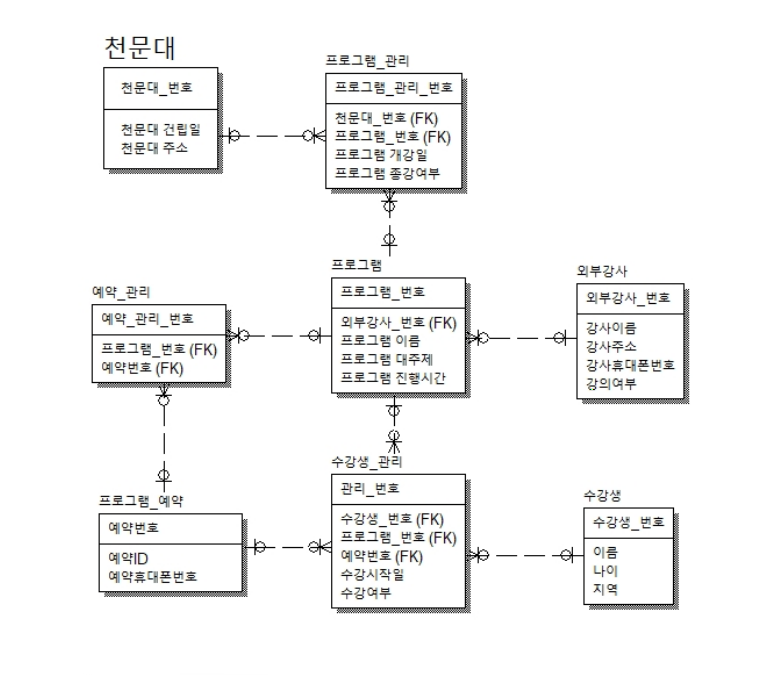 천문대
천문대_번호
천문대 건립일
천문대 주소
프로그램_관리
프로그램_관리_번호
천문대_번호 (FK)
프로그램_번호 (FK)
프로그램 개강일
프로그램 종강여부
예약_관리
예약_관리_번호
프로그램_번호 (FK)
예약번호 (FK)
프로그램
프로그램_번호
외부강사_번호 (FK)
프로그램 이름
프로그램 대주제
프로그램 진행시간
외부강사
외부강사_번호
강사이름
강사주소
강사휴대폰번호
강의여부
프로그램_예약
예약번호
예약ID
예약휴대폰번호
수강생_관리
관리_번호
수강생_번호 (FK)
프로그램_번호 (FK)
예약번호 (FK)
수강시작일
수강여부
수강생
수강생_번호
이름
나이
지역